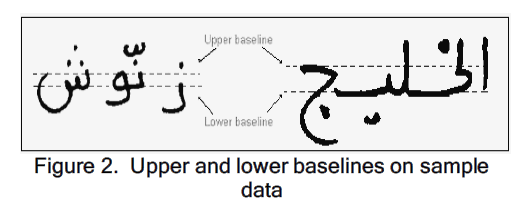 Upper baseline
زنّوش
الخليج
Lower baseline
Figure 2. Upper and lower baselines on sample
data